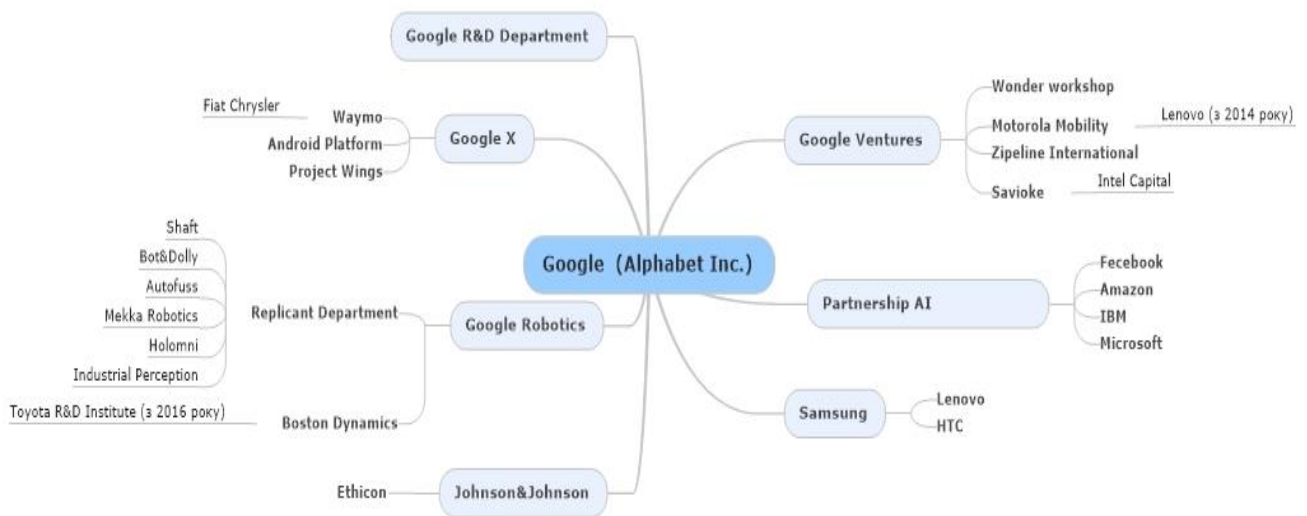 Google R&D Department
Fiat Chrysler
Waymo
Android Platform
Project Wings
Google X
Shaft
Bot&Dolly
Autofuss
Mekka Robotics
Holomni
Industrial Perception
Replicant Department
Toyota R&D Institute (з 2016 року)
Boston Dynamics
Google Robotics
Ethicon
Johnson&Johnson
Google (Alphabet Inc.)
Google Ventures
Wonder workshop
Motorola Mobility
Lenovo (з 2014 року)
Zipeline International
Savioke
Intel Capital
Partnership AI
Fecebook
Amazon
IBM
Microsoft
Samsung
Lenovo
HTC